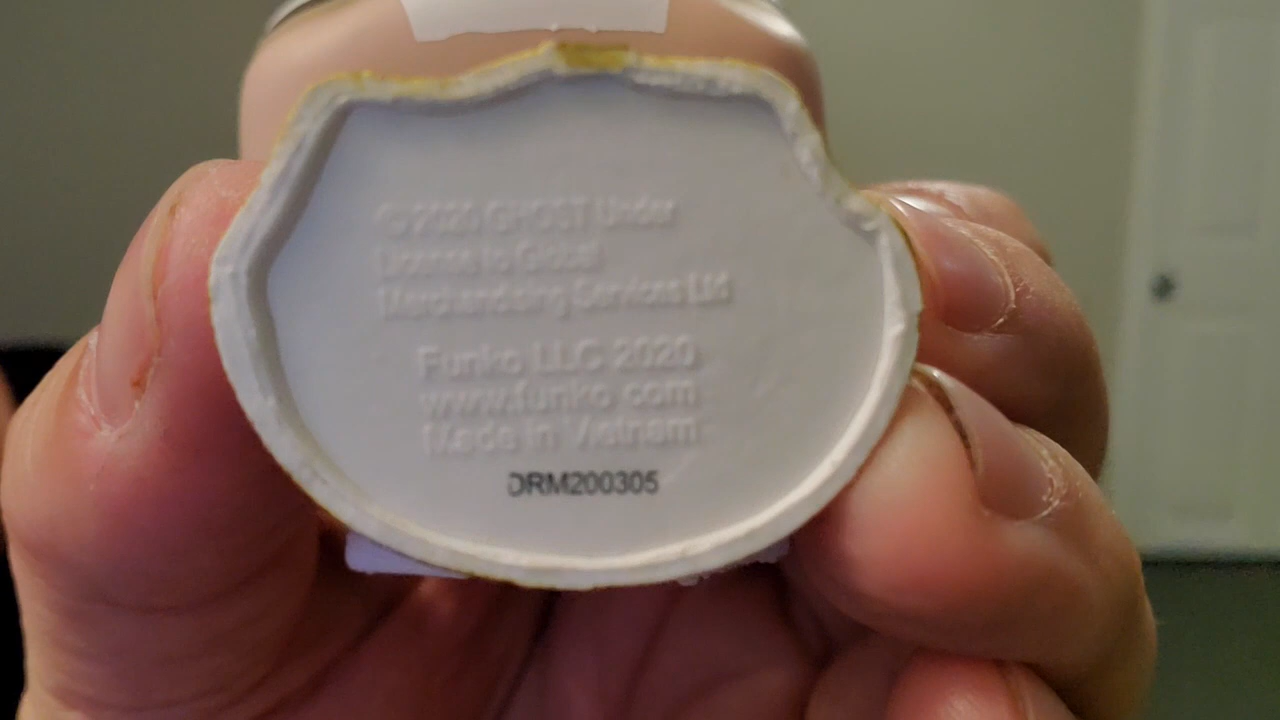 © 2020 GHOST Under
License to Global
Merchandising Services Ltd
Funko LLC 2020
www.funko.com
Made in Vietnam
DRM200305